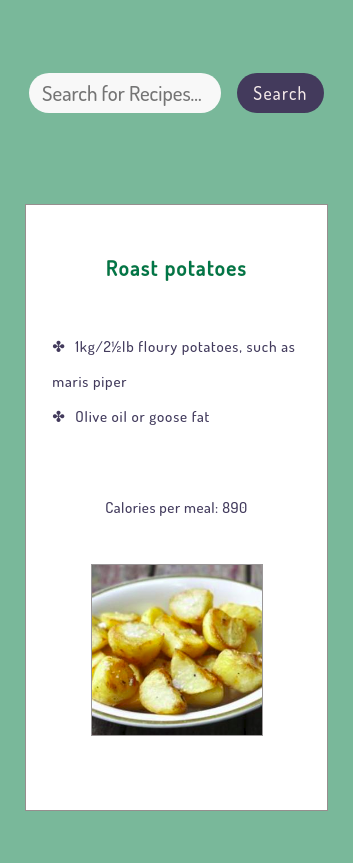 Search for Recipes...
Search
Roast potatoes
✤ 1kg/2½lb floury potatoes, such as
maris piper
✤ Olive oil or goose fat
Calories per meal: 890